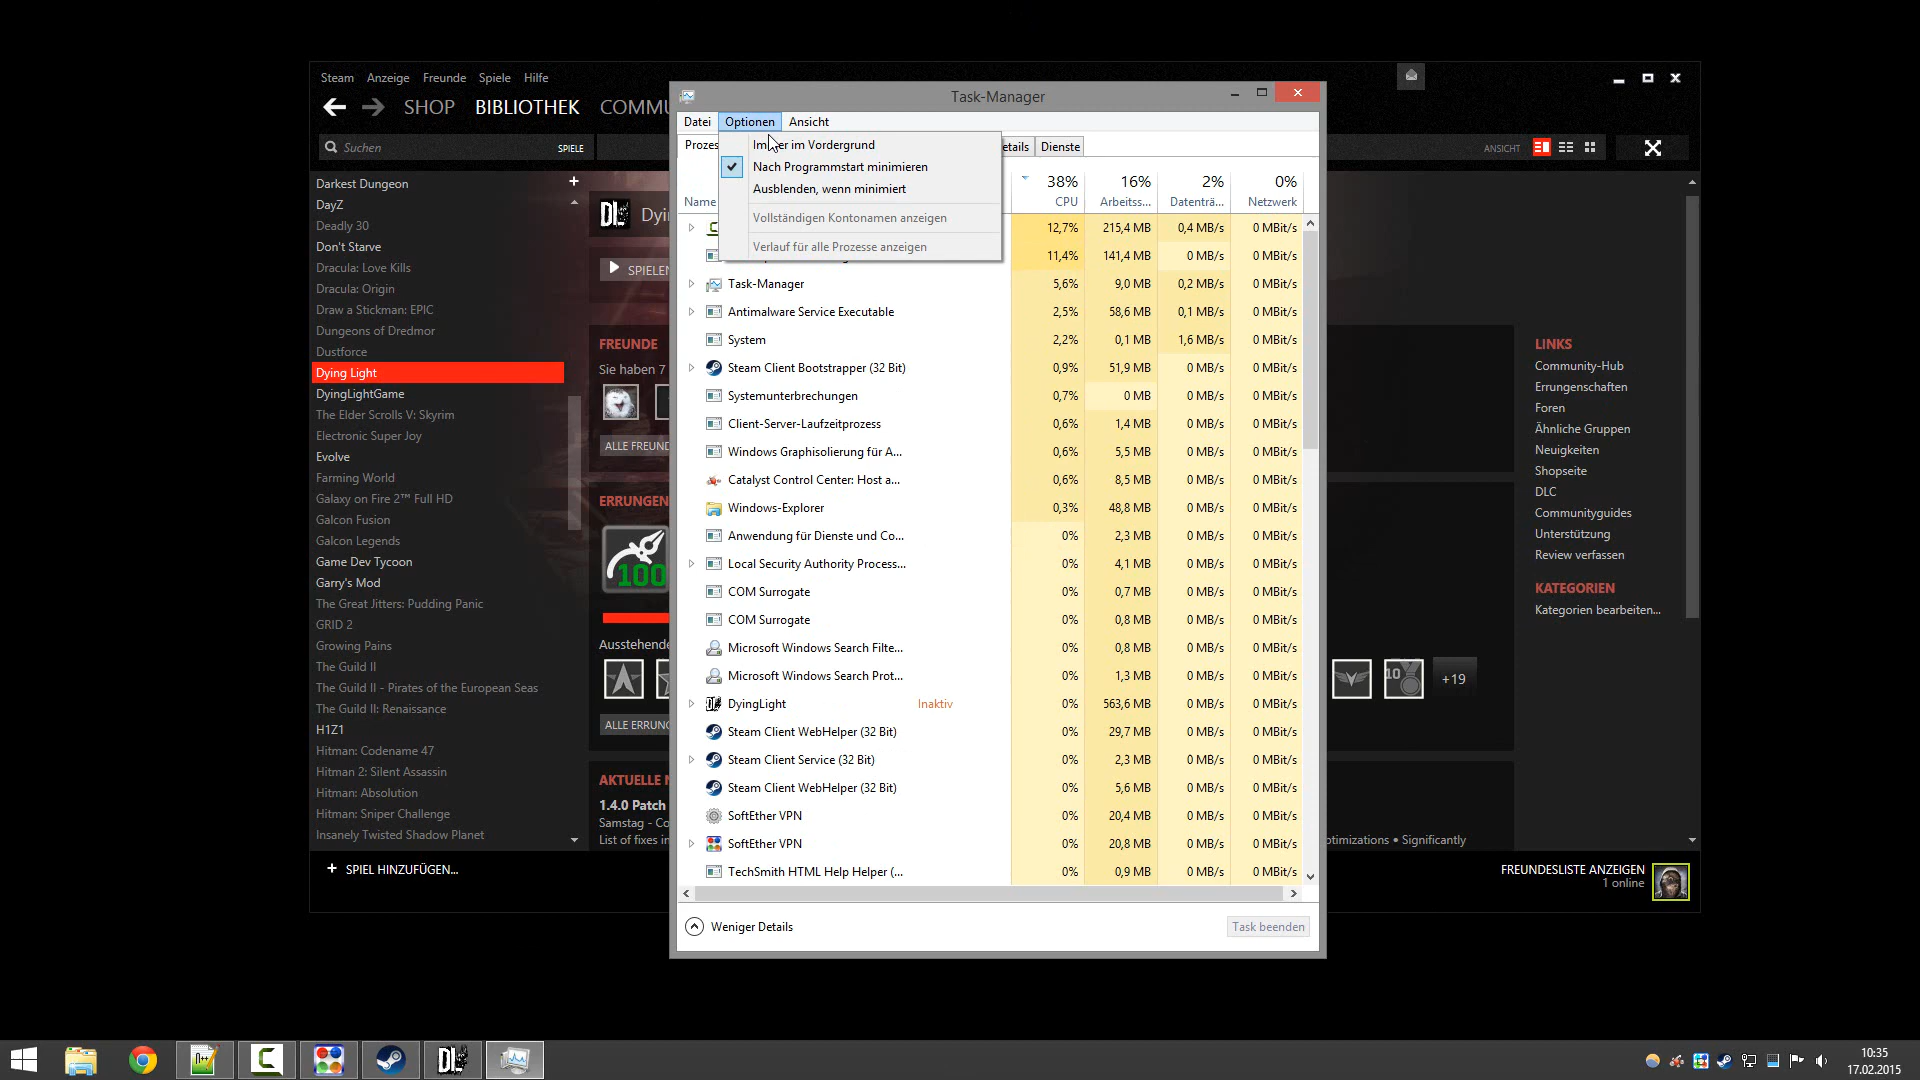 Steam Anzeige Freunde Spiele Hilfe
SHOP BIBLIOTHEK COMMU
Suchen SPIELE
Darkest Dungeon
DayZ
Deadly 30
Don't Starve
Dracula: Love Kills
Dracula: Origin
Draw a Stickman: EPIC
Dungeons of Dredmor
Dustforce
Dying Light
DyingLightGame
The Elder Scrolls V: Skyrim
Electronic Super Joy
Evolve
Farming World
Galaxy on Fire 2™ Full HD
Galcon Fusion
Galcon Legends
Game Dev Tycoon
Garry's Mod
The Great Jitters: Pudding Panic
GRID 2
Growing Pains
The Guild II
The Guild II - Pirates of the European Seas
The Guild II: Renaissance
H1Z1
Hitman: Codename 47
Hitman 2: Silent Assassin
Hitman: Absolution
Hitman: Sniper Challenge
Insanely Twisted Shadow Planet
SPIEL HINZUFÜGEN...
DL Dyi
SPIELEN
FREUNDE
Sie haben 7
ALLE FREUND
ERRUNGEN
100
Ausstehende
ALLE ERRUNG
AKTUELLE N
1.4.0 Patch
Samstag - Co
List of fixes in
Task-Manager
Datei Optionen Ansicht
Prozes etails Dienste
Immer im Vordergrund
Nach Programmstart minimieren
Ausblenden, wenn minimiert
Vollständigen Kontonamen anzeigen
Verlauf für alle Prozesse anzeigen
38% 16% 2% 0%
Name CPU Arbeitss... Datenträ... Netzwerk
12,7% 215,4 MB 0,4 MB/s 0 MBit/s
11,4% 141,4 MB 0 MB/s 0 MBit/s
Task-Manager 5,6% 9,0 MB 0,2 MB/s 0 MBit/s
Antimalware Service Executable 2,5% 58,6 MB 0,1 MB/s 0 MBit/s
System 2,2% 0,1 MB 1,6 MB/s 0 MBit/s
Steam Client Bootstrapper (32 Bit) 0,9% 51,9 MB 0 MB/s 0 MBit/s
Systemunterbrechungen 0,7% 0 MB 0 MB/s 0 MBit/s
Client-Server-Laufzeitprozess 0,6% 1,4 MB 0 MB/s 0 MBit/s
Windows Graphisolierung für A... 0,6% 5,5 MB 0 MB/s 0 MBit/s
Catalyst Control Center: Host a... 0,6% 8,5 MB 0 MB/s 0 MBit/s
Windows-Explorer 0,3% 48,8 MB 0 MB/s 0 MBit/s
Anwendung für Dienste und Co... 0% 2,3 MB 0 MB/s 0 MBit/s
Local Security Authority Process... 0% 4,1 MB 0 MB/s 0 MBit/s
COM Surrogate 0% 0,7 MB 0 MB/s 0 MBit/s
COM Surrogate 0% 0,8 MB 0 MB/s 0 MBit/s
Microsoft Windows Search Filte... 0% 0,8 MB 0 MB/s 0 MBit/s
Microsoft Windows Search Prot... 0% 1,3 MB 0 MB/s 0 MBit/s
DyingLight Inaktiv 0% 563,6 MB 0 MB/s 0 MBit/s
Steam Client WebHelper (32 Bit) 0% 29,7 MB 0 MB/s 0 MBit/s
Steam Client Service (32 Bit) 0% 2,3 MB 0 MB/s 0 MBit/s
Steam Client WebHelper (32 Bit) 0% 5,6 MB 0 MB/s 0 MBit/s
SoftEther VPN 0% 20,4 MB 0 MB/s 0 MBit/s
SoftEther VPN 0% 20,8 MB 0 MB/s 0 MBit/s
TechSmith HTML Help Helper (... 0% 0,9 MB 0 MB/s 0 MBit/s
Weniger Details Task beenden
ANSICHT
LINKS
Community-Hub
Errungenschaften
Foren
Ähnliche Gruppen
Neuigkeiten
Shopseite
DLC
Communityguides
Unterstützung
Review verfassen
KATEGORIEN
Kategorien bearbeiten...
10 +19
ptimizations • Significantly
FREUNDESLISTE ANZEIGEN
1 online
10:35
17.02.2015